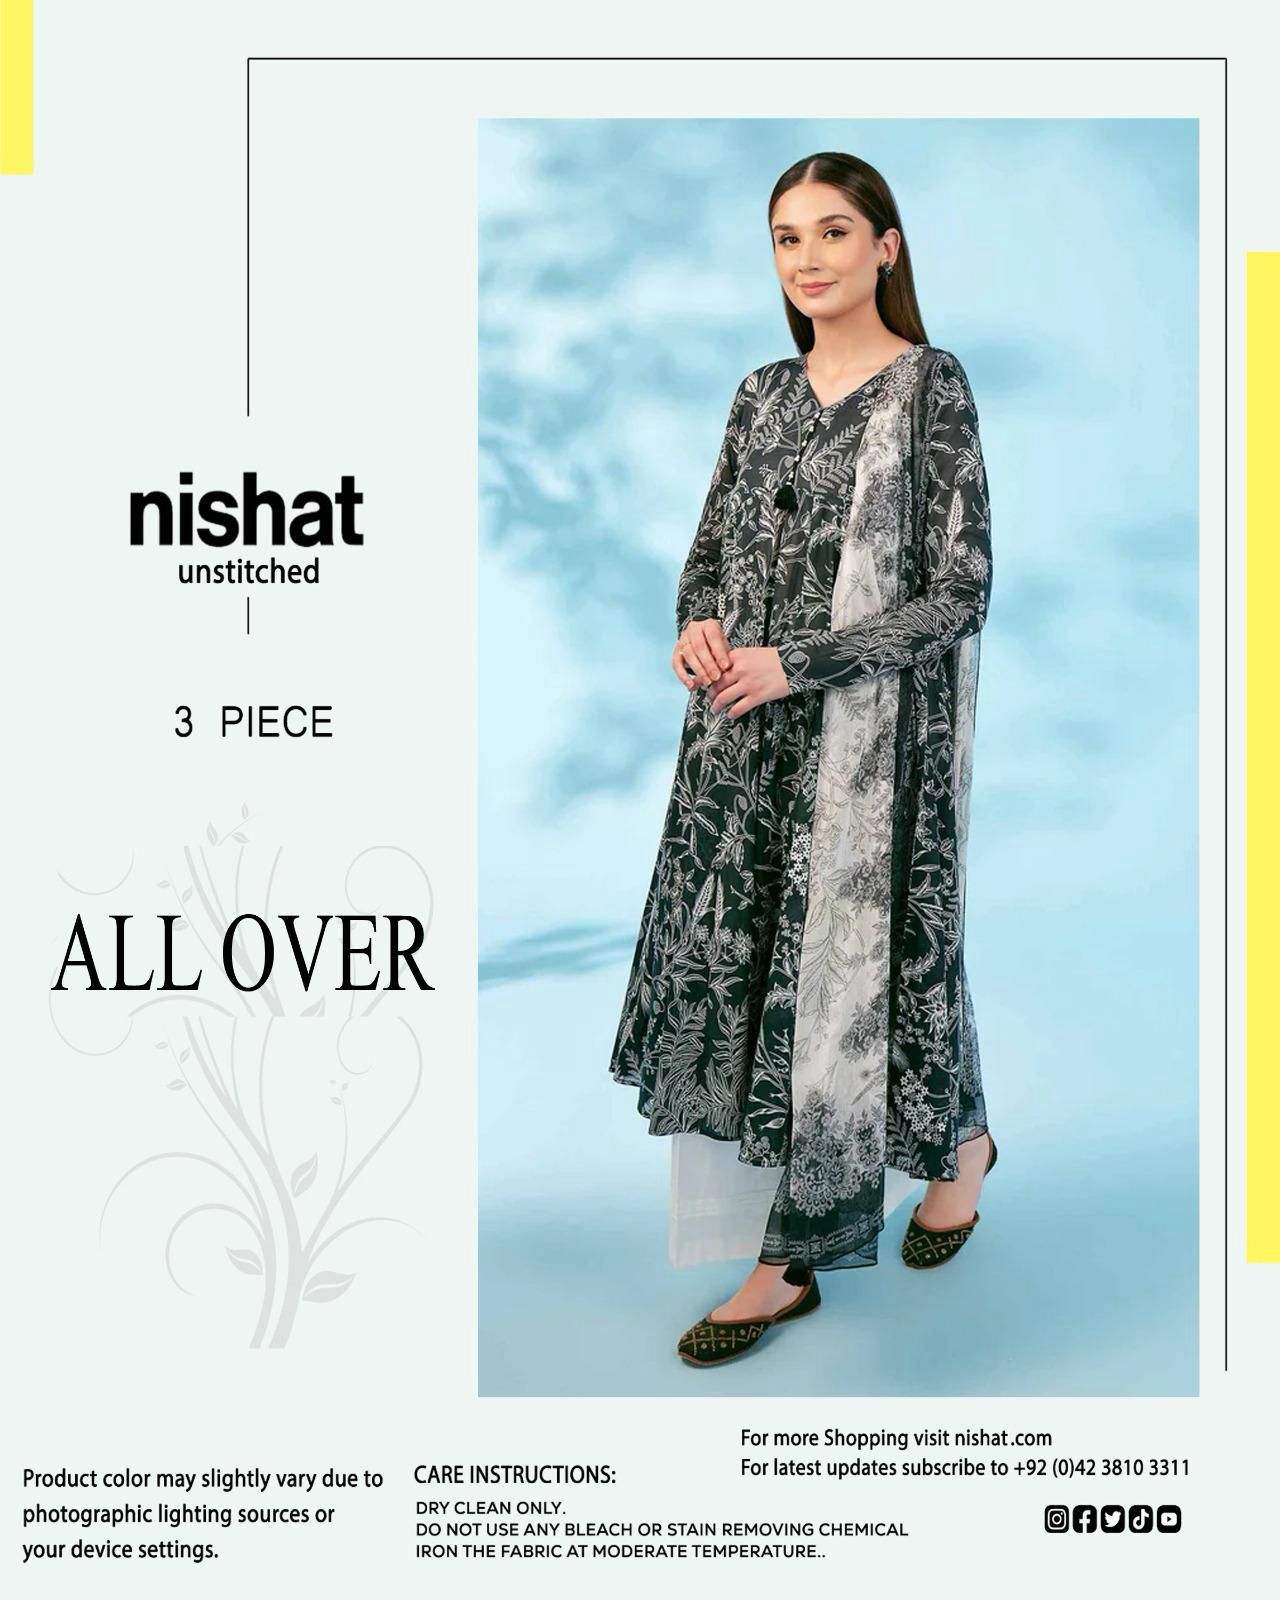 nishat
unstitched
3 PIECE
ALL OVER
For more Shopping visit nishat.com
For latest updates subscribe to +92 (0)42 3810 3311
Product color may slightly vary due to
photographic lighting sources or
your device settings.
CARE INSTRUCTIONS:
DRY CLEAN ONLY.
DO NOT USE ANY BLEACH OR STAIN REMOVING CHEMICAL
IRON THE FABRIC AT MODERATE TEMPERATURE..